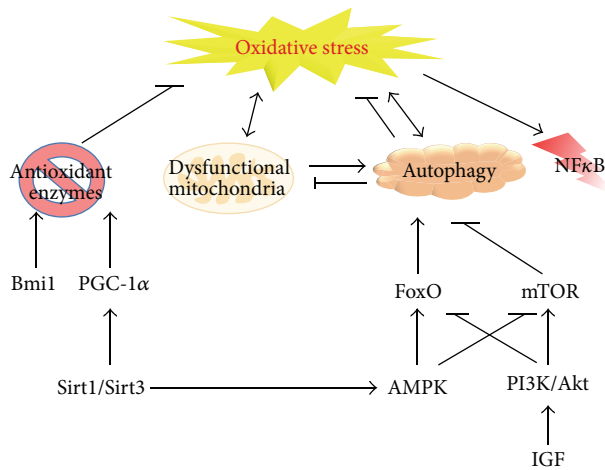 Oxidative stress
Antioxidant
enzymes
Dysfunctional
mitochondria
Autophagy
NFκB
Bmi1
PGC-1α
FoxO
mTOR
Sirt1/Sirt3
AMPK
PI3K/Akt
IGF